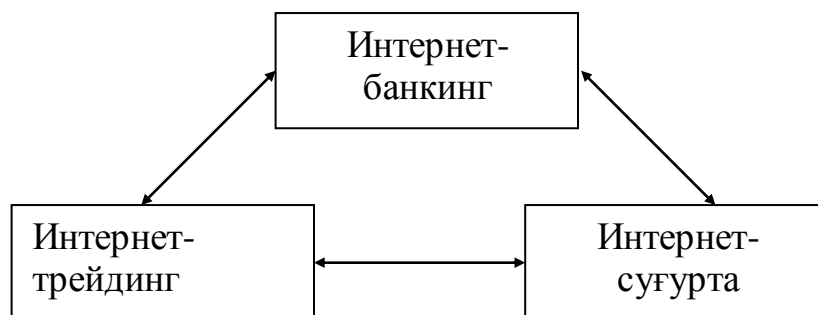 Интернет-
банкинг
Интернет-
трейдинг
Интернет-
суғурта